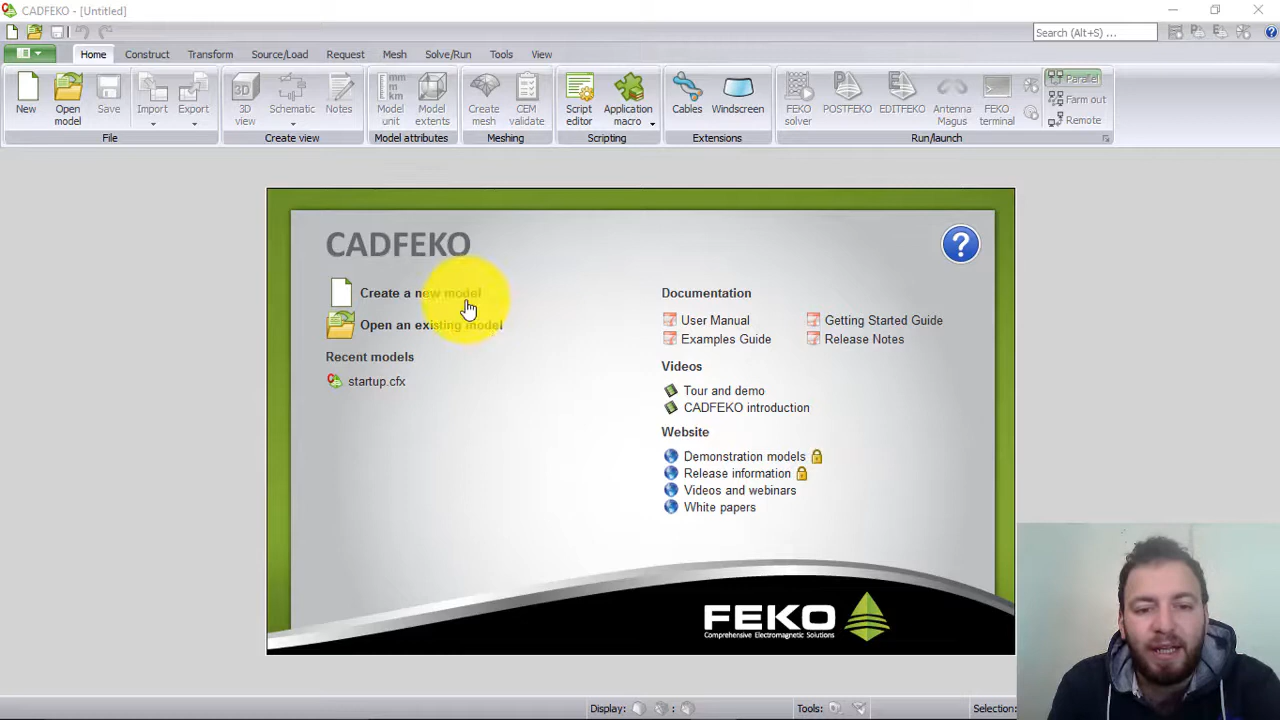 CADFEKO - [Untitled]
Search (Alt+S) ...
Home Construct Transform Source/Load Request Mesh Solve/Run Tools View
New Open model Save Import Export
3D view Schematic Notes
Model unit Model extents
Create mesh CEM validate
Script editor Application macro
Cables Windscreen
FEKO solver POSTFEKO EDITFEKO Antenna Magus FEKO terminal
Parallel
Farm out
Remote
File Create view Model attributes Meshing Scripting Extensions Run/launch
CADFEKO
Create a new model
Open an existing model
Recent models
startup.cfx
Documentation
User Manual Getting Started Guide
Examples Guide Release Notes
Videos
Tour and demo
CADFEKO introduction
Website
Demonstration models
Release information
Videos and webinars
White papers
FEKO
Comprehensive Electromagnetic Solutions
Display: Tools: Selection: